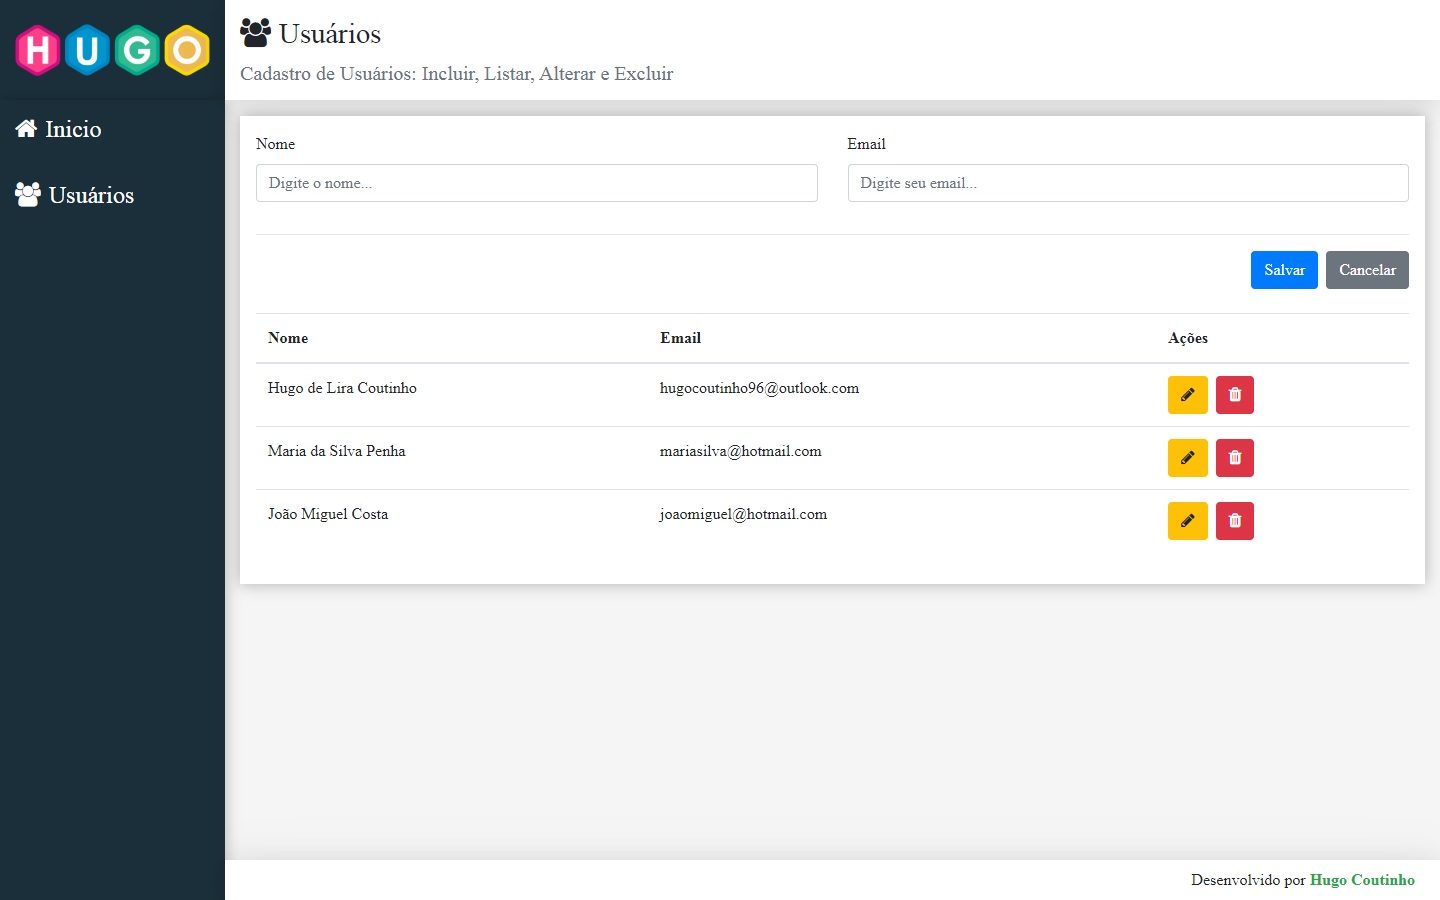 HUGO
Inicio
Usuários
Usuários
Cadastro de Usuários: Incluir, Listar, Alterar e Excluir
Nome Email
Digite o nome... Digite seu email...
Salvar Cancelar
Nome Email Ações
Hugo de Lira Coutinho hugocoutinho96@outlook.com
Maria da Silva Penha mariasilva@hotmail.com
João Miguel Costa joaomiguel@hotmail.com
Desenvolvido por Hugo Coutinho